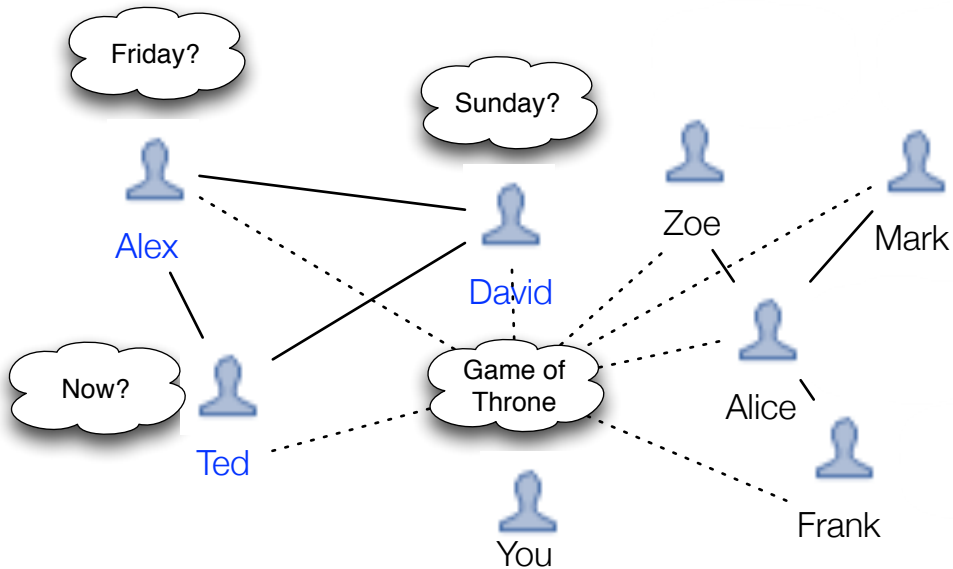 Friday?
Sunday?
Zoe
Mark
Alex
David
Now?
Game of
Throne
Alice
Ted
Frank
You